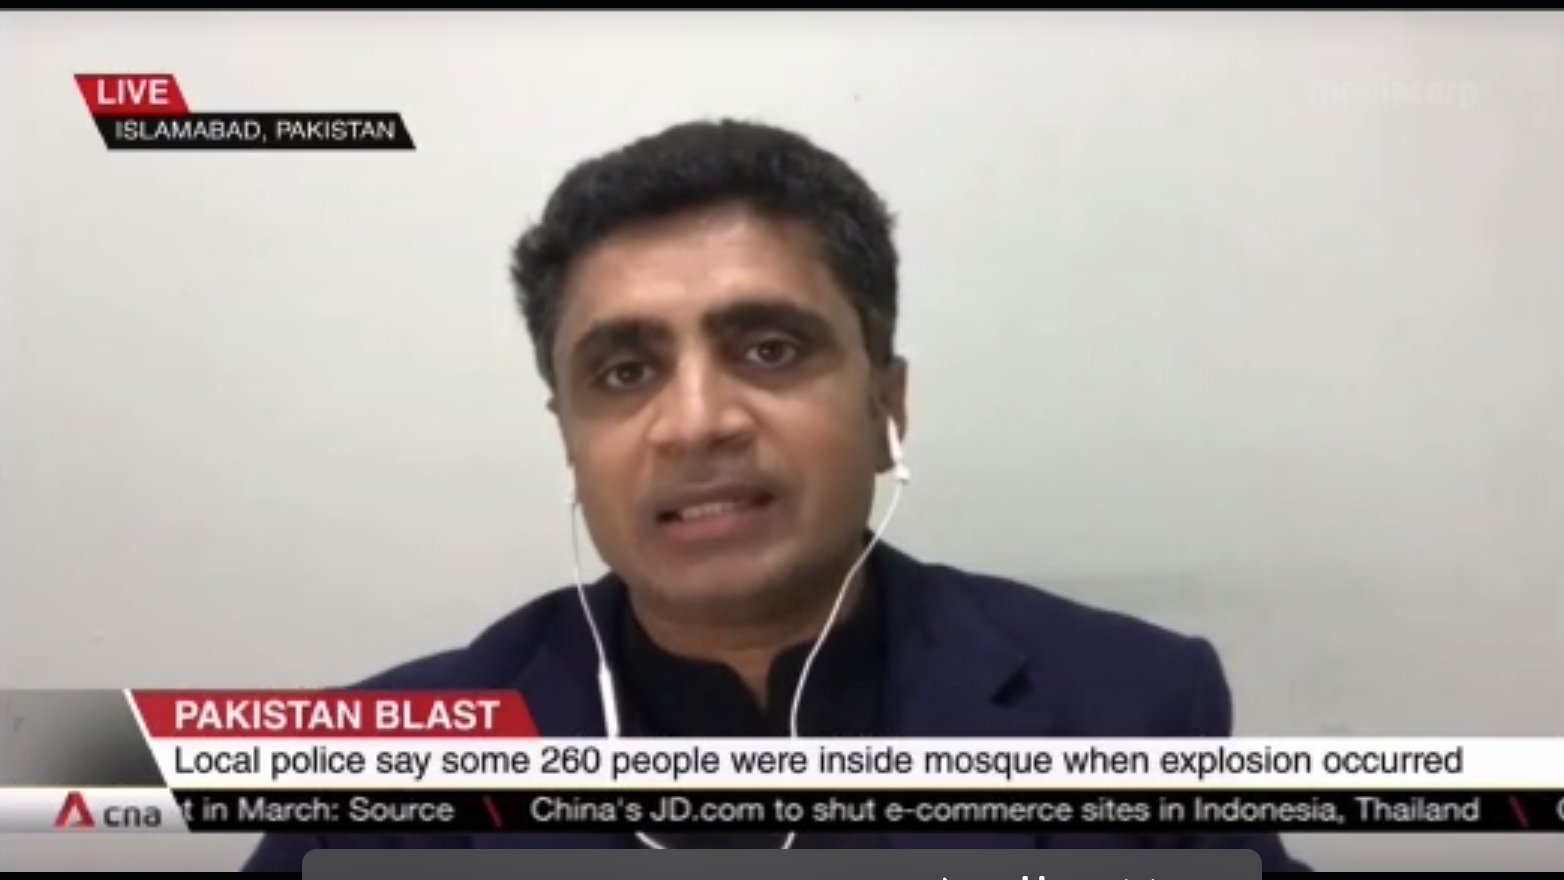 LIVE
ISLAMABAD, PAKISTAN
mediacorp
PAKISTAN BLAST
Local police say some 260 people were inside mosque when explosion occurred
cna
t in March: Source \ China's JD.com to shut e-commerce sites in Indonesia, Thailand \